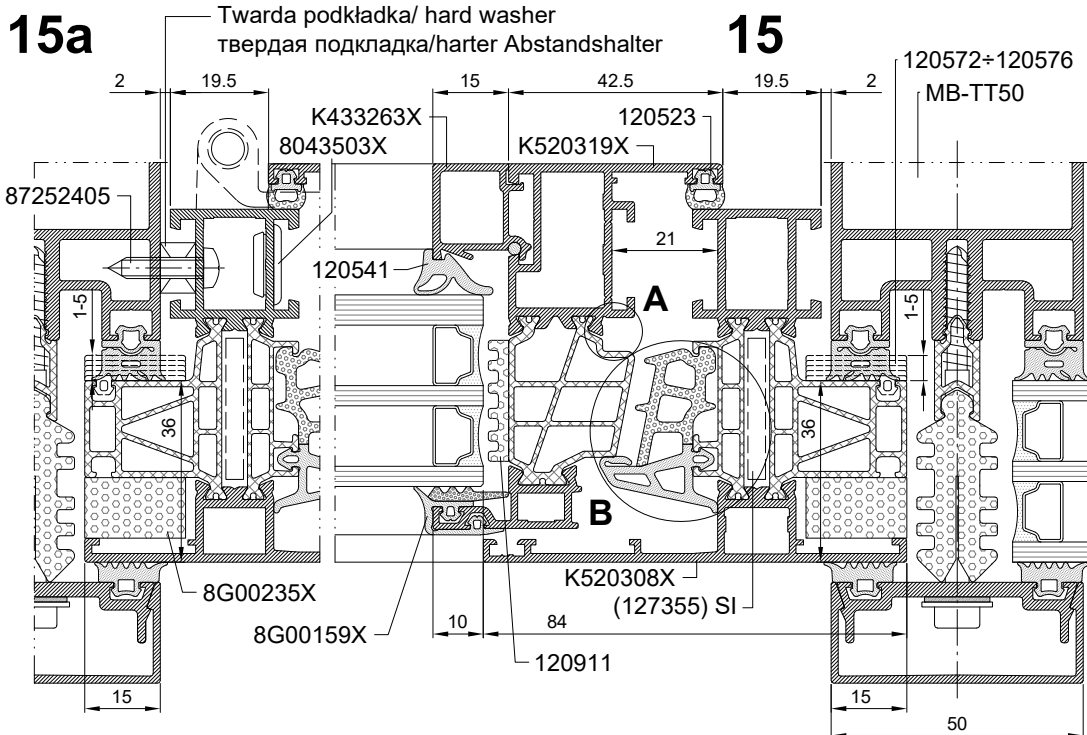 15a
Twarda podkładka/ hard washer
твердая подкладка/harter Abstandshalter
15
120572÷120576
MB-TT50
2
19.5
15
42.5
19.5
2
K433263X
120523
8043503X
K520319X
87252405
21
120541
A
1-5
1-5
36
36
B
8G00235X
K520308X
(127355) SI
8G00159X
10
84
120911
15
15
50